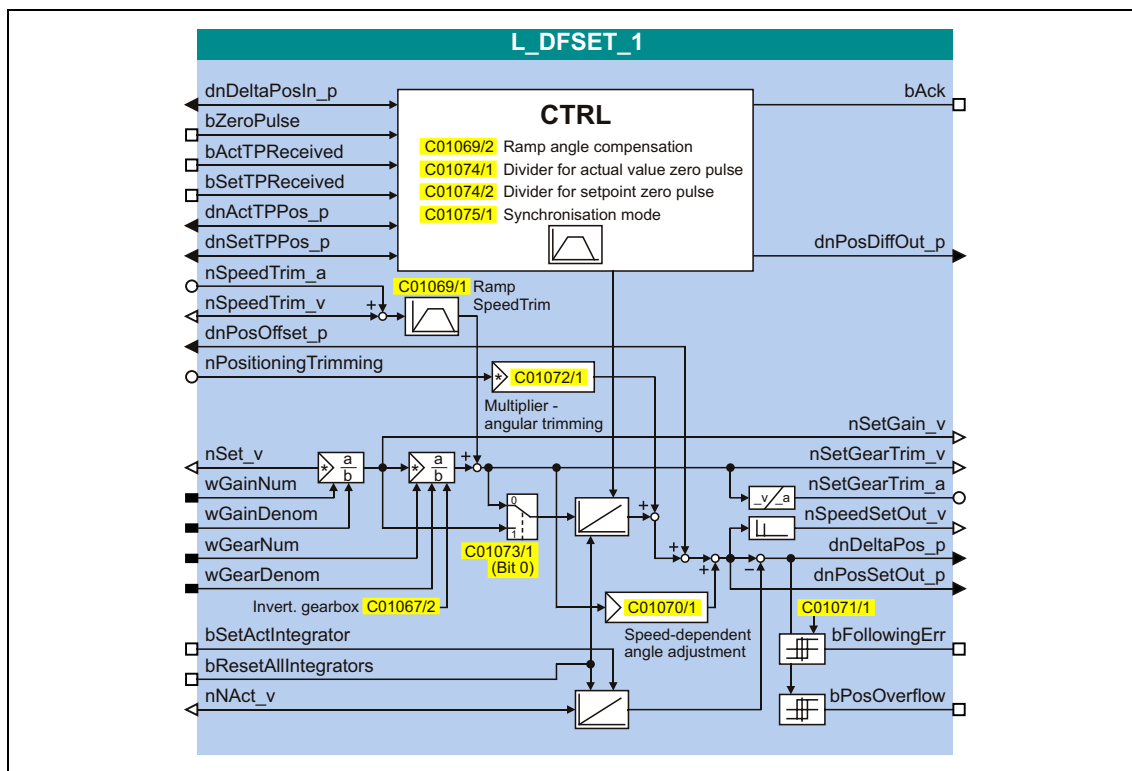 L_DFSET_1
dnDeltaPosIn_p
bZeroPulse
bActTPReceived
bSetTPReceived
dnActTPPos_p
dnSetTPPos_p
nSpeedTrim_a
nSpeedTrim_v
dnPosOffset_p
nPositioningTrimming
nSet_v
wGainNum
wGainDenom
wGearNum
wGearDenom
Invert. gearbox C01067/2
bSetActIntegrator
bResetAllIntegrators
nNAct_v
CTRL
C01069/2 Ramp angle compensation
C01074/1 Divider for actual value zero pulse
C01074/2 Divider for setpoint zero pulse
C01075/1 Synchronisation mode
C01069/1 Ramp
SpeedTrim
+
* C01072/1
Multiplier -
angular trimming
* a
b
* a
b
+
0
1
C01073/1
(Bit 0)
+
+
+
−
C01070/1
Speed-dependent
angle adjustment
_v _a
C01071/1
bAck
dnPosDiffOut_p
nSetGain_v
nSetGearTrim_v
nSetGearTrim_a
nSpeedSetOut_v
dnDeltaPos_p
dnPosSetOut_p
bFollowingErr
bPosOverflow